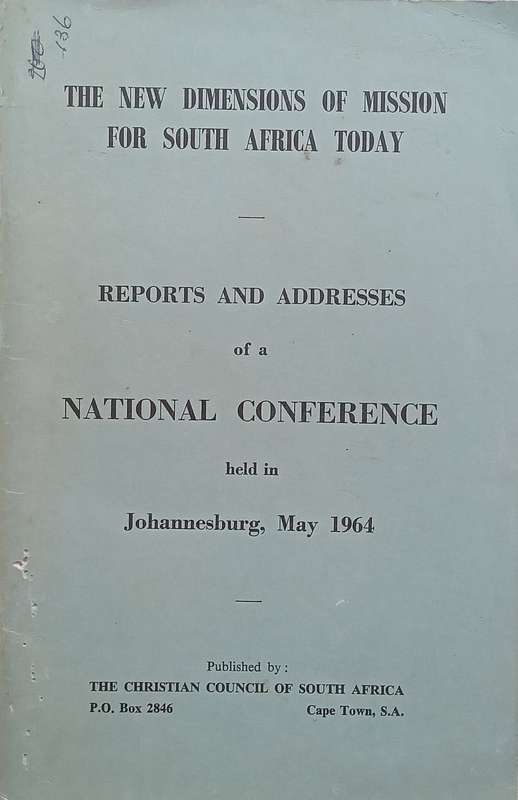 136
THE NEW DIMENSIONS OF MISSION
FOR SOUTH AFRICA TODAY
REPORTS AND ADDRESSES
of a
NATIONAL CONFERENCE
held in
Johannesburg, May 1964
Published by :
THE CHRISTIAN COUNCIL OF SOUTH AFRICA
P.O. Box 2846 Cape Town, S.A.